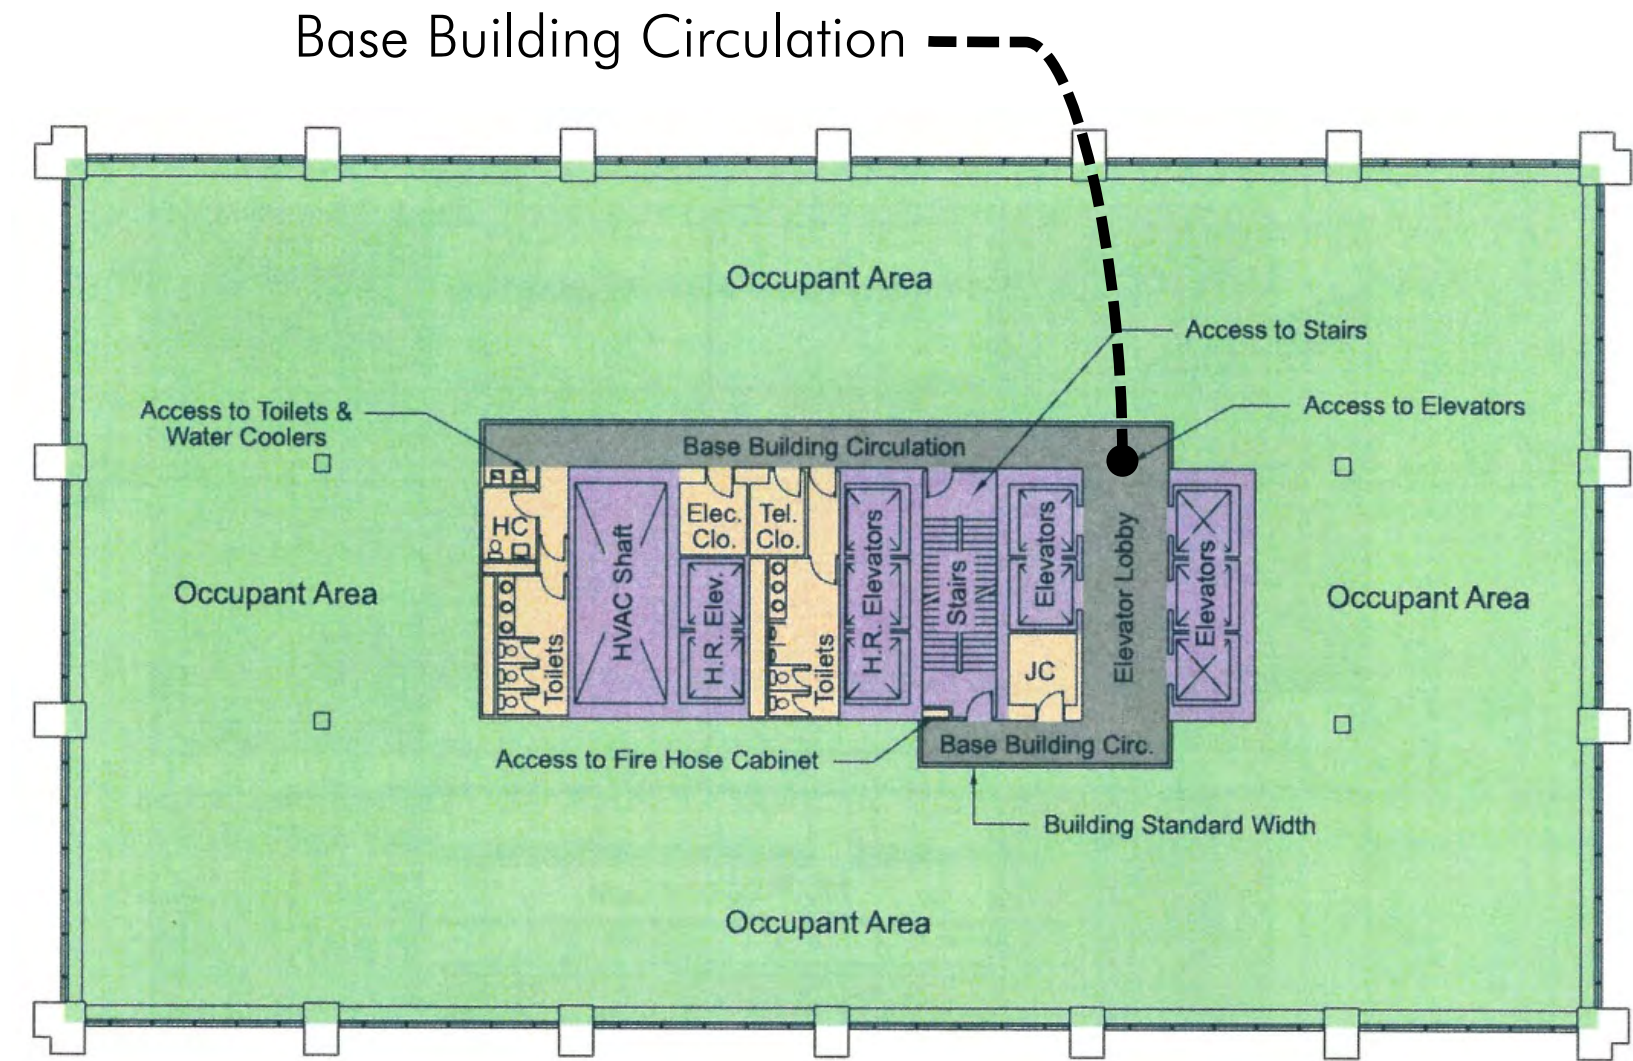 Base Building Circulation
Occupant Area
Access to Stairs
Access to Toilets &
Water Coolers
Access to Elevators
Base Building Circulation
HC
HVAC Shaft
Elec.
Clo.
Tel.
Clo.
H.R. Elevators
Stairs
Elevators
Elevator Lobby
Elevators
Occupant Area
Occupant Area
Toilets
H.R. Elev.
Toilets
JC
Access to Fire Hose Cabinet
Base Building Circ.
Building Standard Width
Occupant Area